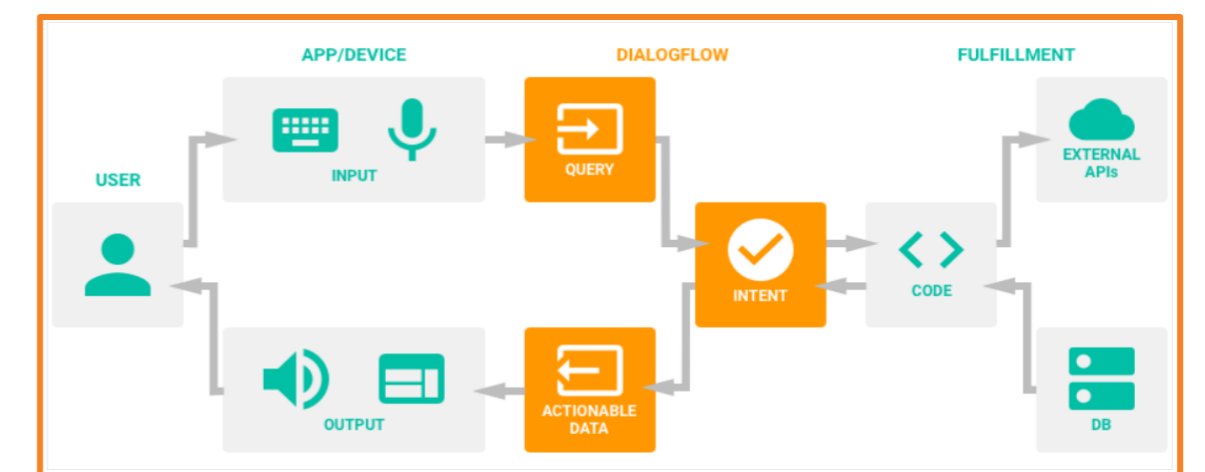 APP/DEVICE
DIALOGFLOW
FULFILLMENT
USER
INPUT
QUERY
EXTERNAL
APIs
INTENT
CODE
OUTPUT
ACTIONABLE
DATA
DB